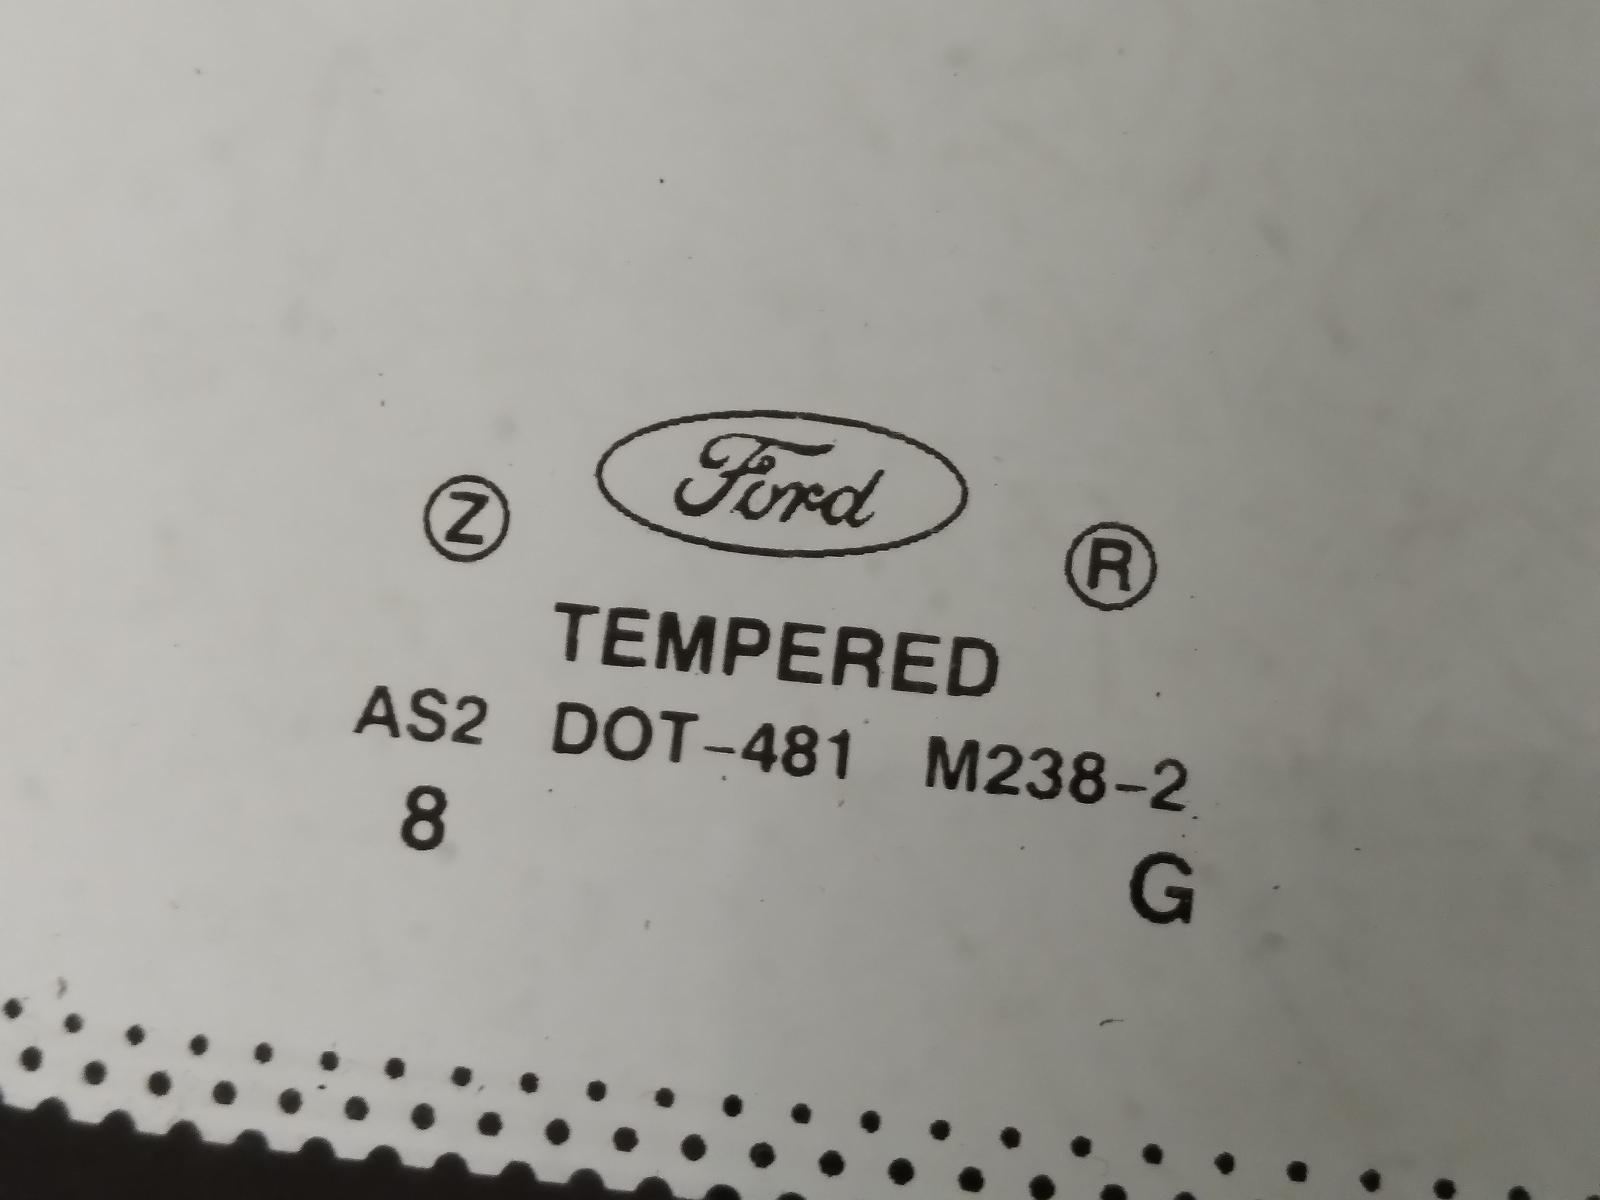 Z Ford R
TEMPERED
AS2 DOT-481 M238-2
8 G